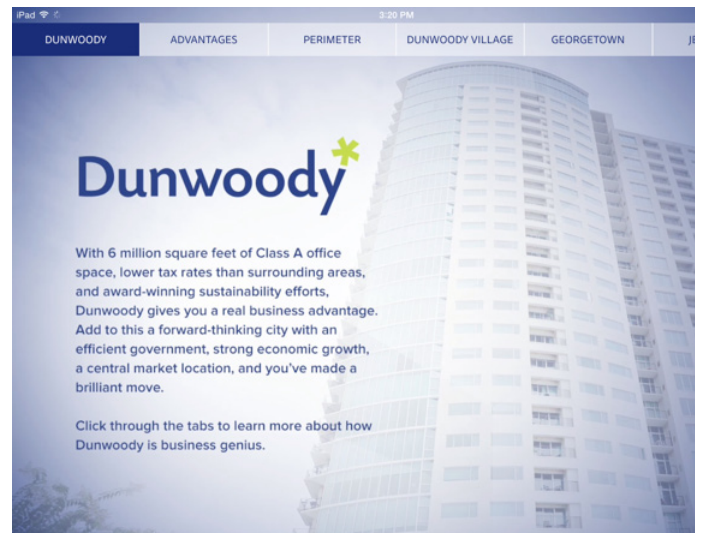 iPad 3:20 PM
DUNWOODY ADVANTAGES PERIMETER DUNWOODY VILLAGE GEORGETOWN
Dunwoody*
With 6 million square feet of Class A office
space, lower tax rates than surrounding areas,
and award-winning sustainability efforts,
Dunwoody gives you a real business advantage.
Add to this a forward-thinking city with an
efficient government, strong economic growth,
a central market location, and you've made a
brilliant move.
Click through the tabs to learn more about how
Dunwoody is business genius.